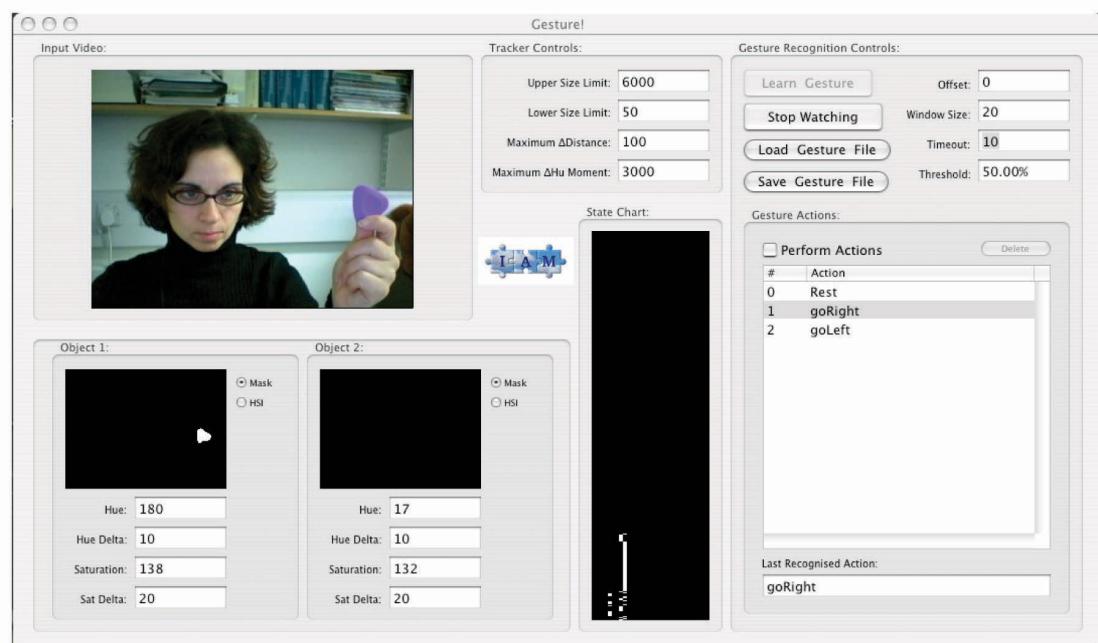 Gesture!
Input Video:
Tracker Controls:
Upper Size Limit: 6000
Lower Size Limit: 50
Maximum ΔDistance: 100
Maximum ΔHu Moment: 3000
Gesture Recognition Controls:
Learn Gesture
Stop Watching
Load Gesture File
Save Gesture File
Offset: 0
Window Size: 20
Timeout: 10
Threshold: 50.00%
I A M
State Chart:
Gesture Actions:
Perform Actions
Delete
# Action
0 Rest
1 goRight
2 goLeft
Last Recognised Action:
goRight
Object 1:
Mask
HSI
Hue: 180
Hue Delta: 10
Saturation: 138
Sat Delta: 20
Object 2:
Mask
HSI
Hue: 17
Hue Delta: 10
Saturation: 132
Sat Delta: 20